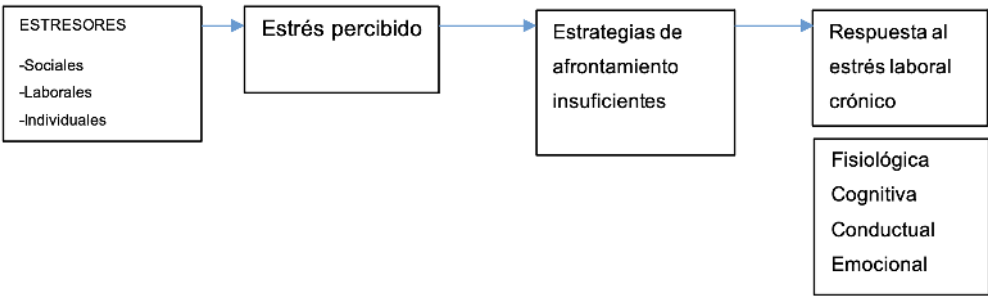 ESTRESORES
-Sociales
-Laborales
-Individuales
Estrés percibido
Estrategias de
afrontamiento
insuficientes
Respuesta al
estrés laboral
crónico
Fisiológica
Cognitiva
Conductual
Emocional